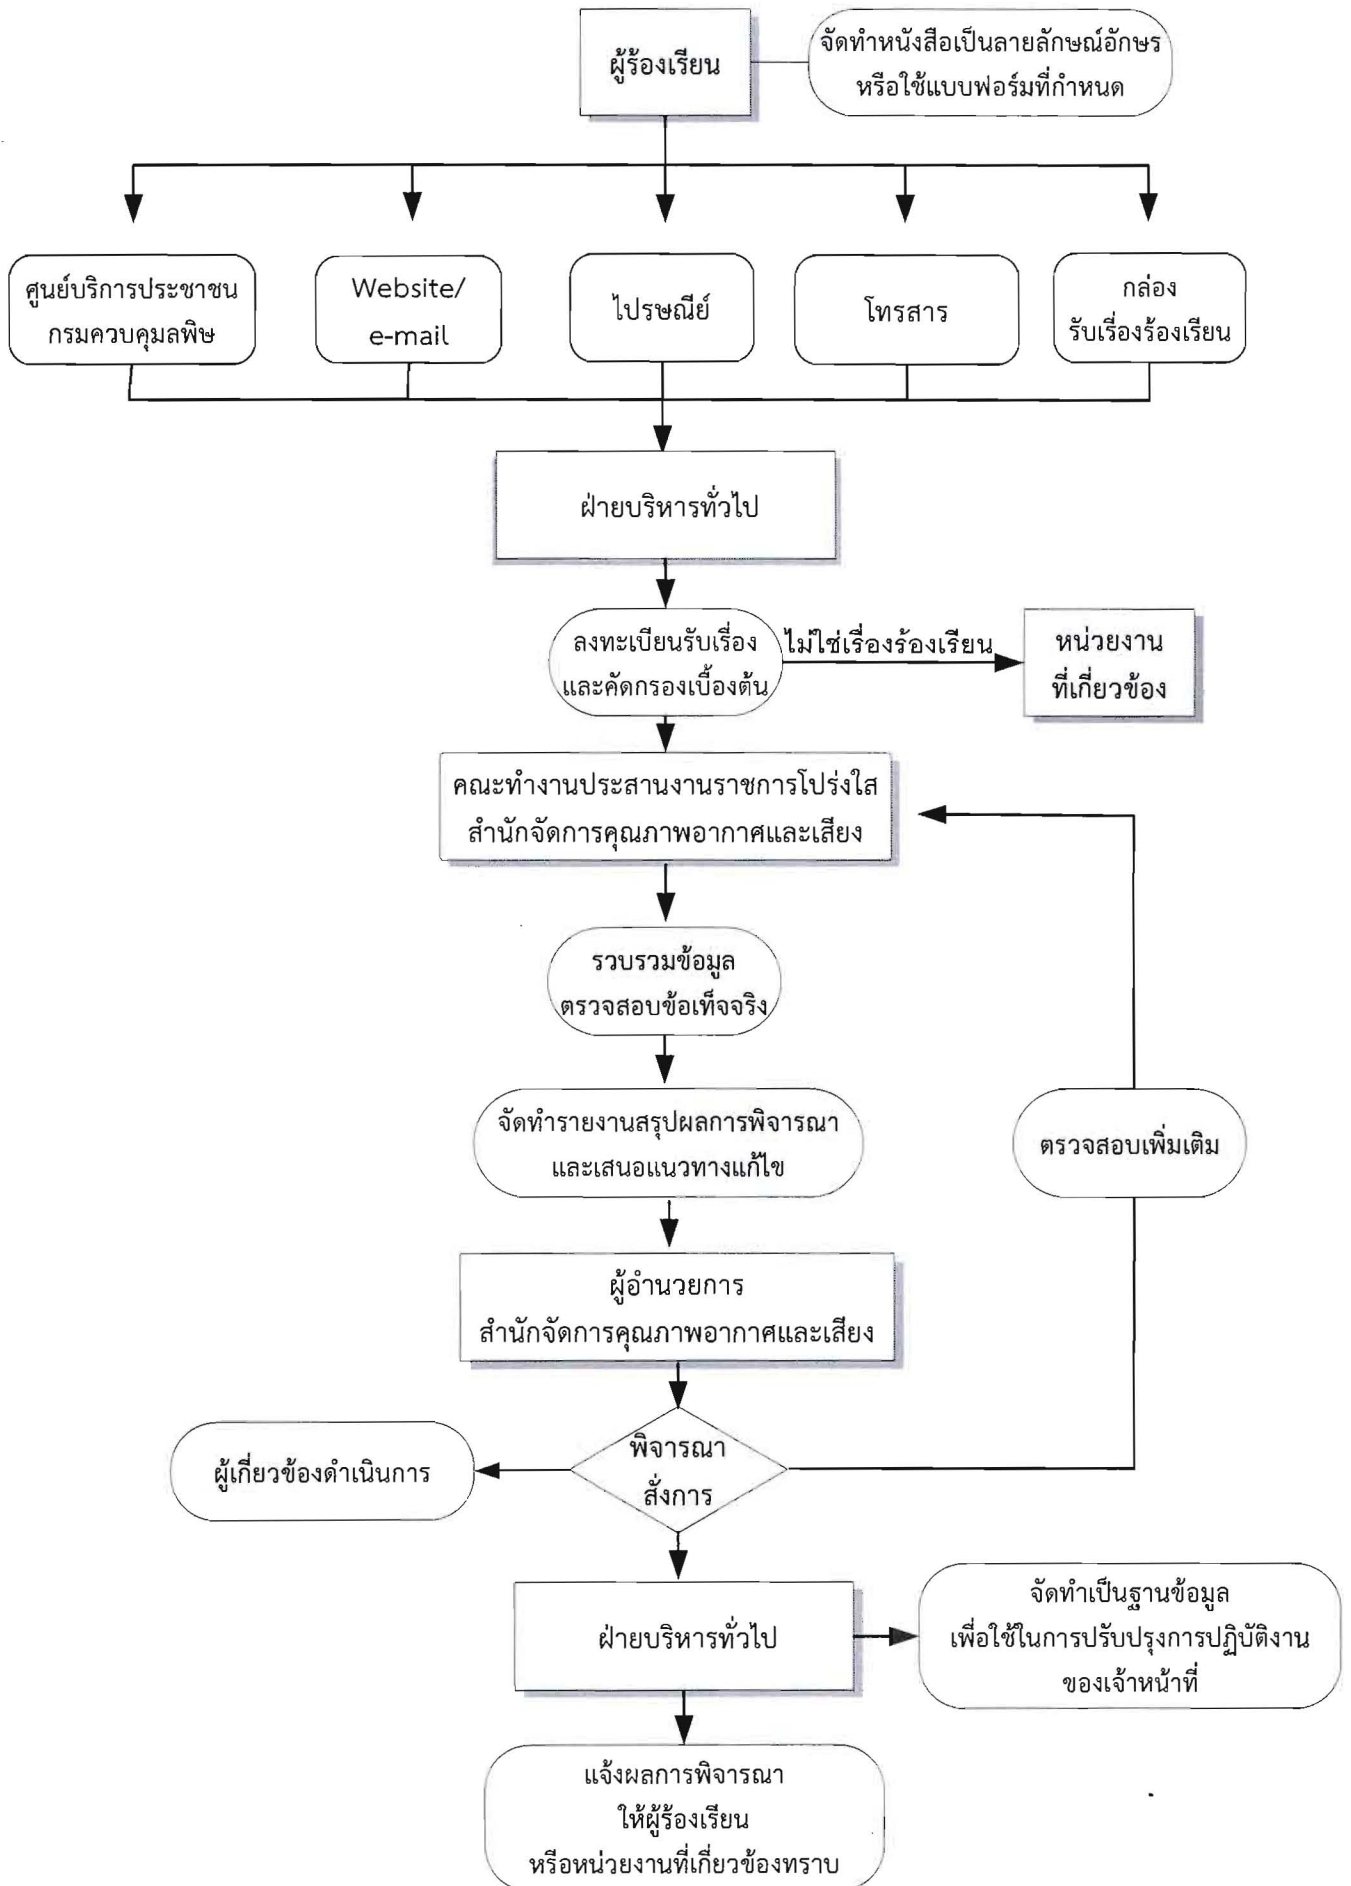 ผู้ร้องเรียน
จัดทำหนังสือเป็นลายลักษณ์อักษร
หรือใช้แบบฟอร์มที่กำหนด
ศูนย์บริการประชาชน
กรมควบคุมลพิษ
Website/
e-mail
ไปรษณีย์
โทรสาร
กล่อง
รับเรื่องร้องเรียน
ฝ่ายบริหารทั่วไป
ลงทะเบียนรับเรื่อง
และคัดกรองเบื้องต้น
ไม่ใช่เรื่องร้องเรียน
หน่วยงาน
ที่เกี่ยวข้อง
คณะทำงานประสานงานราชการโปร่งใส
สำนักจัดการคุณภาพอากาศและเสียง
รวบรวมข้อมูล
ตรวจสอบข้อเท็จจริง
จัดทำรายงานสรุปผลการพิจารณา
และเสนอแนวทางแก้ไข
ตรวจสอบเพิ่มเติม
ผู้อำนวยการ
สำนักจัดการคุณภาพอากาศและเสียง
พิจารณา
สั่งการ
ผู้เกี่ยวข้องดำเนินการ
ฝ่ายบริหารทั่วไป
จัดทำเป็นฐานข้อมูล
เพื่อใช้ในการปรับปรุงการปฏิบัติงาน
ของเจ้าหน้าที่
แจ้งผลการพิจารณา
ให้ผู้ร้องเรียน
หรือหน่วยงานที่เกี่ยวข้องทราบ